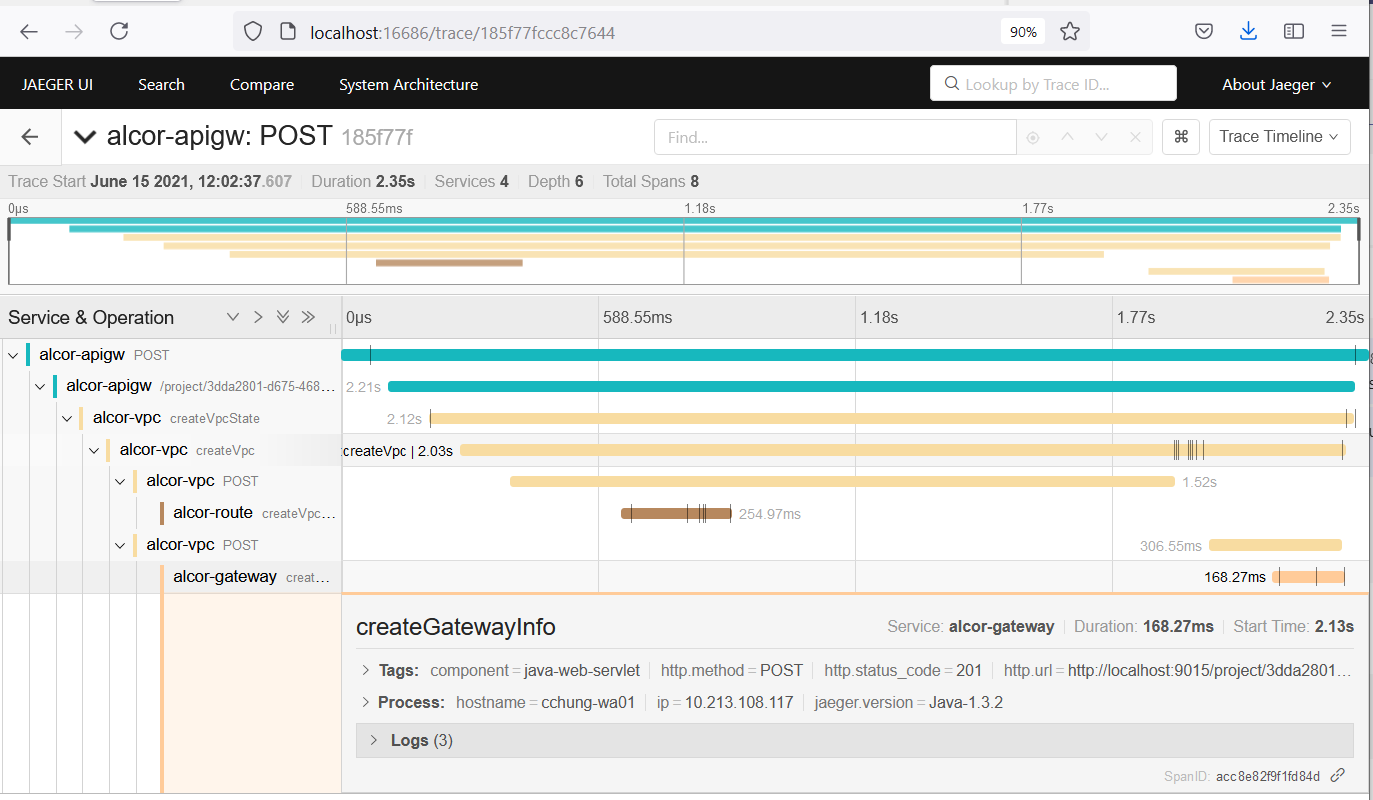 localhost:16686/trace/185f77fccc8c7644 90%
JAEGER UI Search Compare System Architecture Lookup by Trace ID... About Jaeger
alcor-apigw: POST 185f77f Find... ⌘ Trace Timeline
Trace Start June 15 2021, 12:02:37.607 Duration 2.35s Services 4 Depth 6 Total Spans 8
0μs 588.55ms 1.18s 1.77s 2.35s
Service & Operation 0μs 588.55ms 1.18s 1.77s 2.35s
alcor-apigw POST
alcor-apigw /project/3dda2801-d675-468... 2.21s
alcor-vpc createVpcState 2.12s
alcor-vpc createVpc :createVpc | 2.03s
alcor-vpc POST 1.52s
alcor-route createVpc... 254.97ms
alcor-vpc POST 306.55ms
alcor-gateway creat... 168.27ms
createGatewayInfo Service: alcor-gateway Duration: 168.27ms Start Time: 2.13s
Tags: component = java-web-servlet http.method = POST http.status_code = 201 http.url = http://localhost:9015/project/3dda2801...
Process: hostname = cchung-wa01 ip = 10.213.108.117 jaeger.version = Java-1.3.2
Logs (3)
SpanID: acc8e82f9f1fd84d